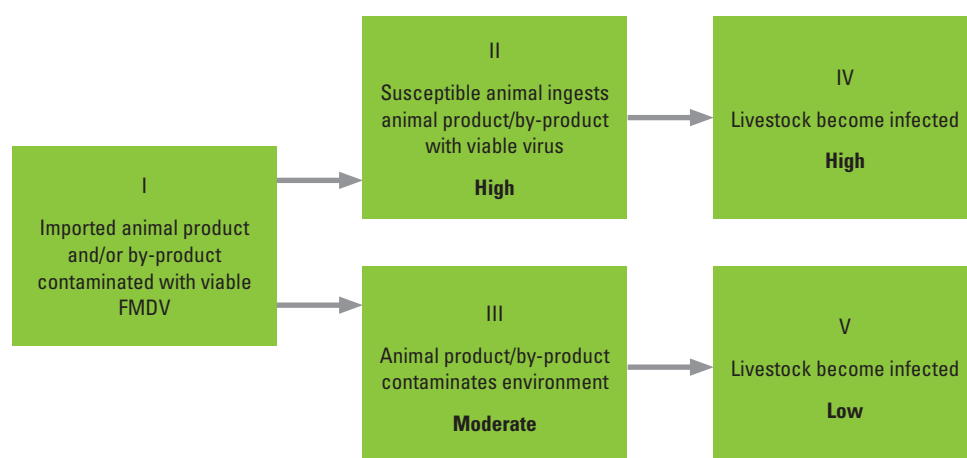 I
Imported animal product
and/or by-product
contaminated with viable
FMDV
II
Susceptible animal ingests
animal product/by-product
with viable virus
High
III
Animal product/by-product
contaminates environment
Moderate
IV
Livestock become infected
High
V
Livestock become infected
Low